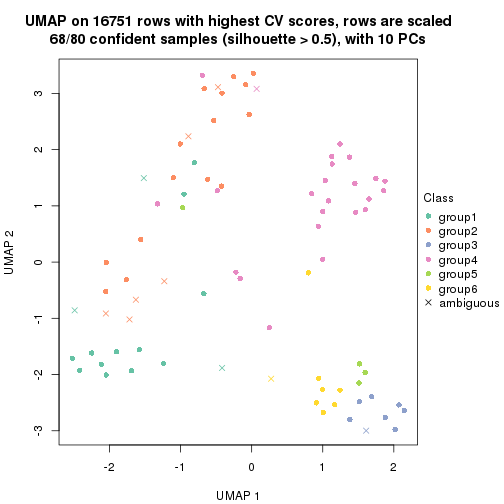 UMAP on 16751 rows with highest CV scores, rows are scaled
68/80 confident samples (silhouette > 0.5), with 10 PCs
3
2
1
0
-1
-2
-3
UMAP 2
-2
-1
0
1
2
UMAP 1
Class
group1
group2
group3
group4
group5
group6
ambiguous